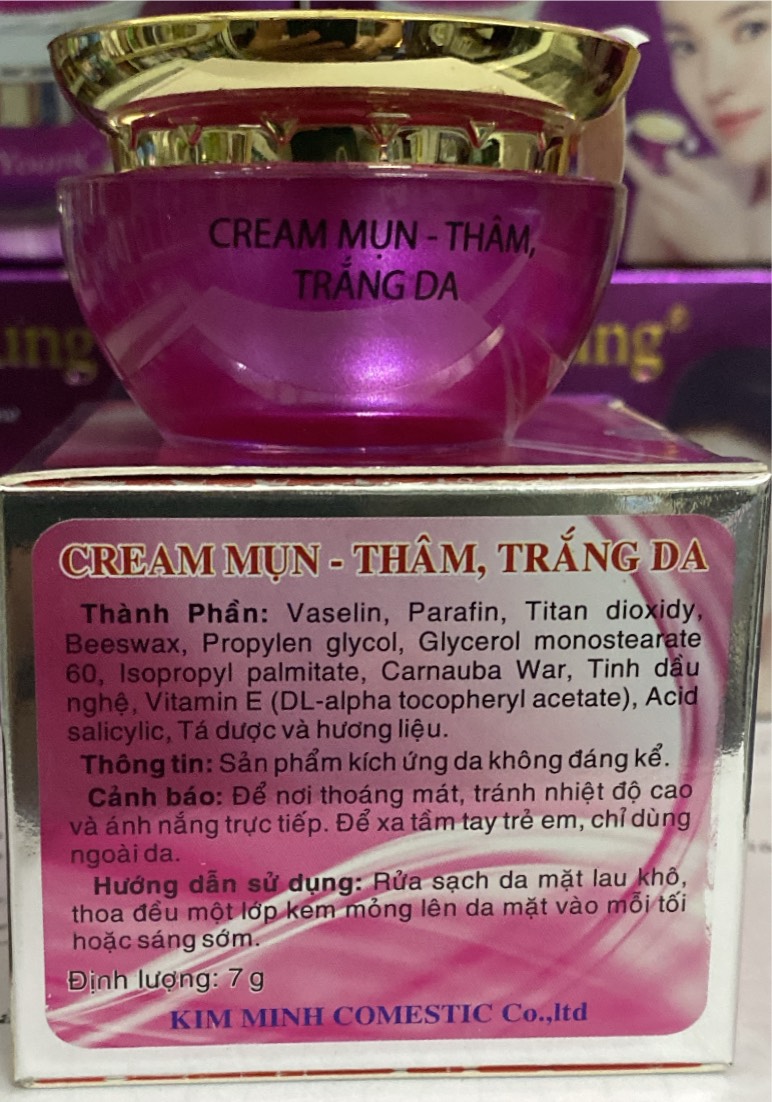 CREAM MỤN - THÂM,
TRẮNG DA
ing®
CREAM MỤN - THÂM, TRẮNG DA
Thành Phần: Vaselin, Parafin, Titan dioxidy,
Beeswax, Propylen glycol, Glycerol monostearate
60, Isopropyl palmitate, Carnauba War, Tinh dầu
nghệ, Vitamin E (DL-alpha tocopheryl acetate), Acid
salicylic, Tá dược và hương liệu.
Thông tin: Sản phẩm kích ứng da không đáng kể.
Cảnh báo: Để nơi thoáng mát, tránh nhiệt độ cao
và ánh nắng trực tiếp. Để xa tầm tay trẻ em, chỉ dùng
ngoài da.
Hướng dẫn sử dụng: Rửa sạch da mặt lau khô,
thoa đều một lớp kem mỏng lên da mặt vào mỗi tối
hoặc sáng sớm.
Định lượng: 7 g
KIM MINH COMESTIC Co.,ltd